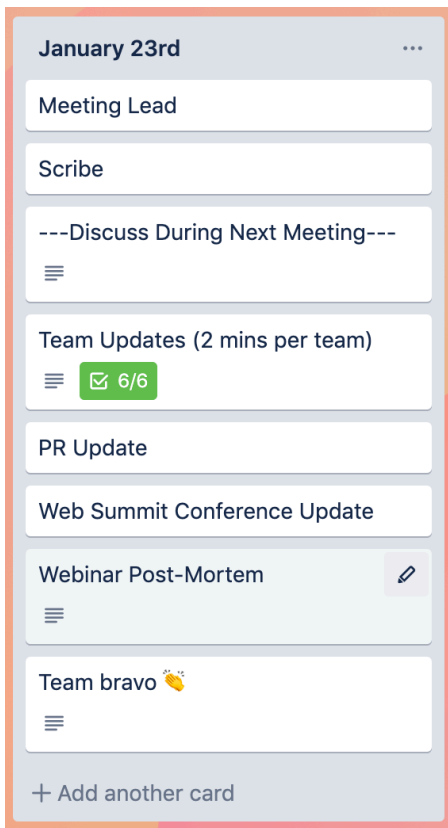 January 23rd
Meeting Lead
Scribe
---Discuss During Next Meeting---
Team Updates (2 mins per team)
6/6
PR Update
Web Summit Conference Update
Webinar Post-Mortem
Team bravo 👏
+ Add another card